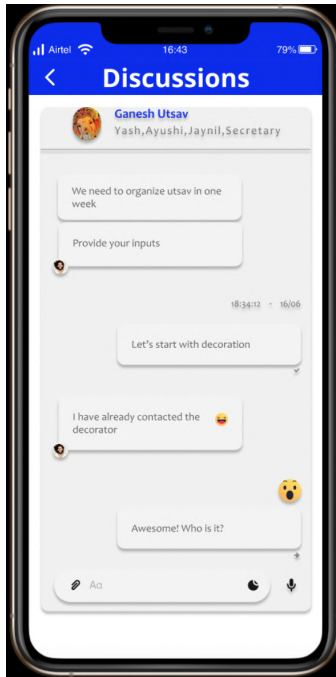 Airtel 16:43 79%
Discussions
Ganesh Utsav
Yash,Ayushi,Jaynil,Secretary
We need to organize utsav in one
week
Provide your inputs
18:34:12 - 16/06
Let's start with decoration
I have already contacted the
decorator
Awesome! Who is it?
Aa